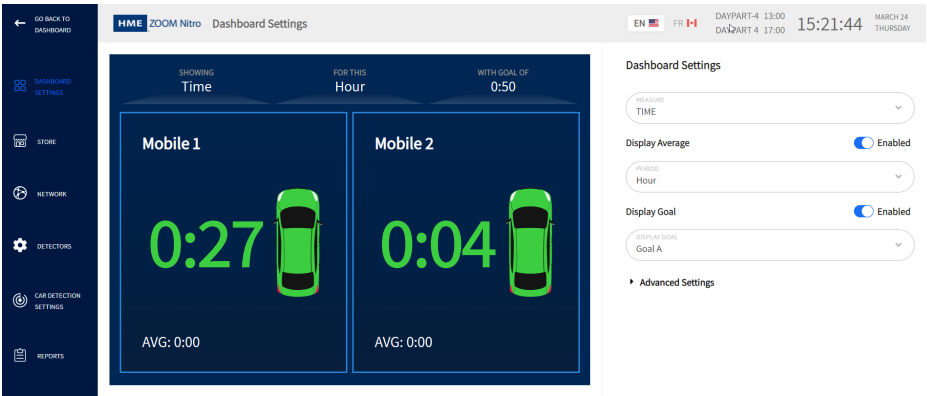 GO BACK TO
DASHBOARD
HME ZOOM Nitro Dashboard Settings
EN FR
DAYPART-4 13:00
DAYPART 4 17:00
15:21:44
MARCH 24
THURSDAY
DASHBOARD
SETTINGS
STORE
NETWORK
DETECTORS
CAR DETECTION
SETTINGS
REPORTS
SHOWING
Time
FOR THIS
Hour
WITH GOAL OF
0:50
Mobile 1
0:27
AVG: 0:00
Mobile 2
0:04
AVG: 0:00
Dashboard Settings
MEASURE
TIME
Display Average Enabled
PERIOD
Hour
Display Goal Enabled
DISPLAY GOAL
Goal A
Advanced Settings